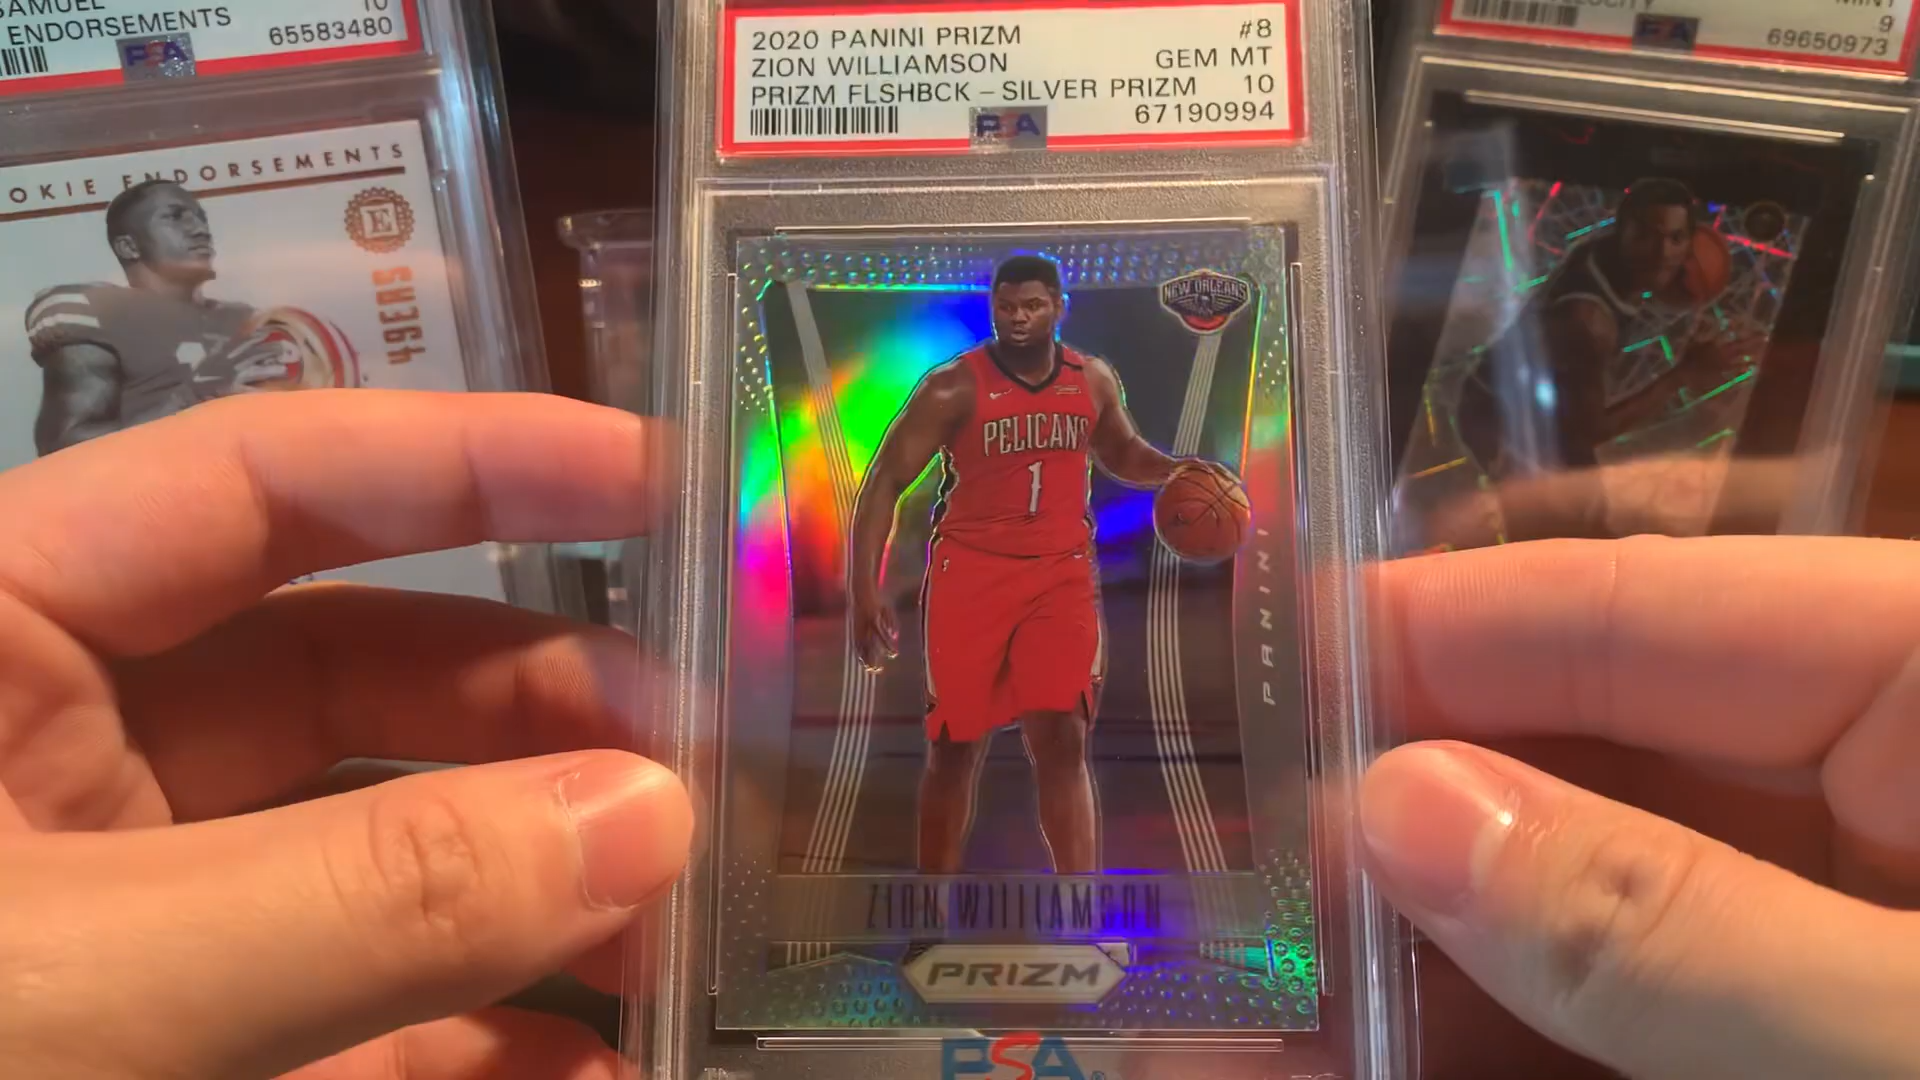 SAMUEL
10
ENDORSEMENTS
65583480
PSA
2020 PANINI PRIZM #8
ZION WILLIAMSON GEM MT
PRIZM FLSHBCK – SILVER PRIZM 10
67190994
PSA
MINT
9
69650973
PSA
OKIE ENDORSEMENTS
E
49ERS
NEW ORLEANS
PELICANS
1
PANINI
ZION WILLIAMSON
PRIZM
PSA